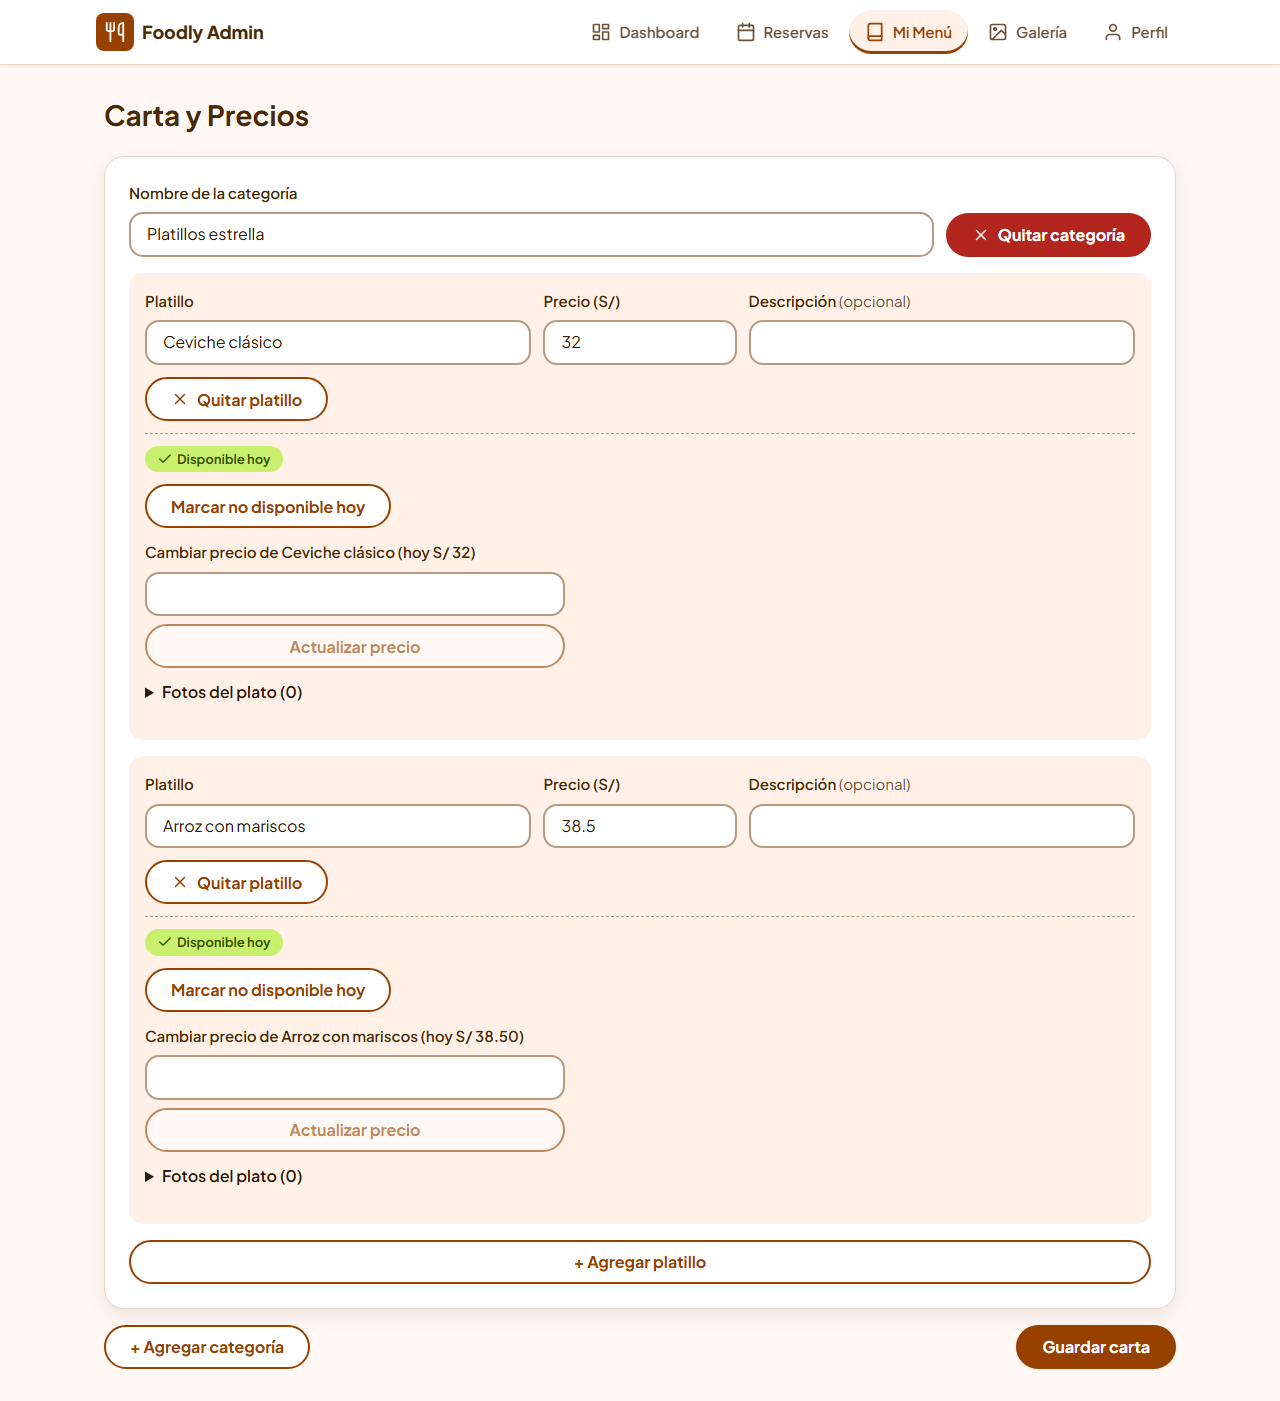 Foodly Admin
Dashboard
Reservas
Mi Menú
Galería
Perfil
Carta y Precios
Nombre de la categoría
Platillos estrella
Quitar categoría
Platillo
Precio (S/)
Descripción (opcional)
Ceviche clásico
32
Quitar platillo
Disponible hoy
Marcar no disponible hoy
Cambiar precio de Ceviche clásico (hoy S/ 32)
Actualizar precio
Fotos del plato (0)
Platillo
Precio (S/)
Descripción (opcional)
Arroz con mariscos
38.5
Quitar platillo
Disponible hoy
Marcar no disponible hoy
Cambiar precio de Arroz con mariscos (hoy S/ 38.50)
Actualizar precio
Fotos del plato (0)
+ Agregar platillo
+ Agregar categoría
Guardar carta